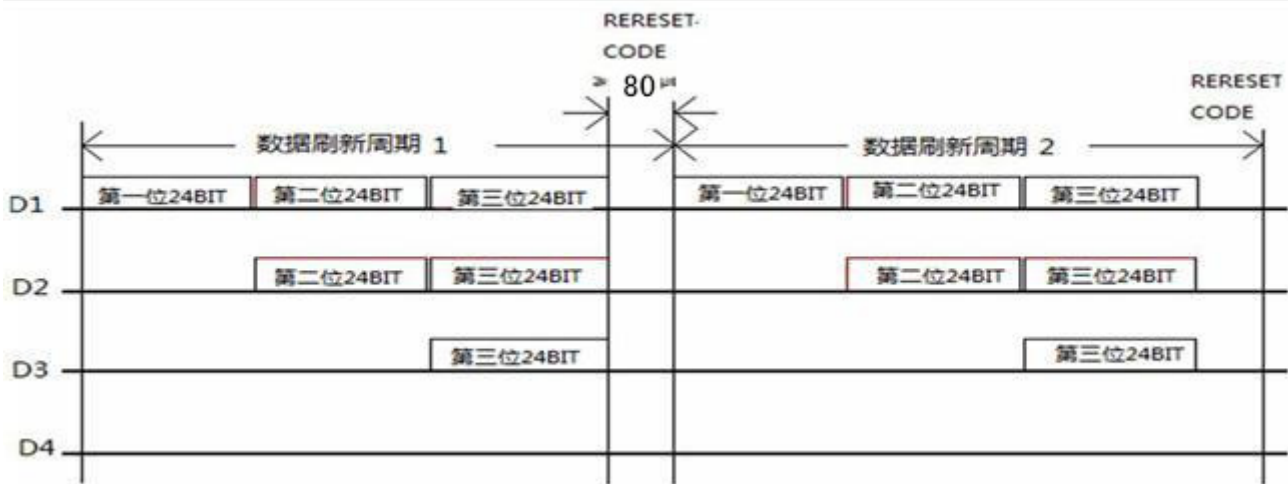 RERESET-
CODE
≥ 80 μs
RERESET
CODE
数据刷新周期 1
数据刷新周期 2
D1 第一位24BIT 第二位24BIT 第三位24BIT 第一位24BIT 第二位24BIT 第三位24BIT
D2 第二位24BIT 第三位24BIT 第二位24BIT 第三位24BIT
D3 第三位24BIT 第三位24BIT
D4